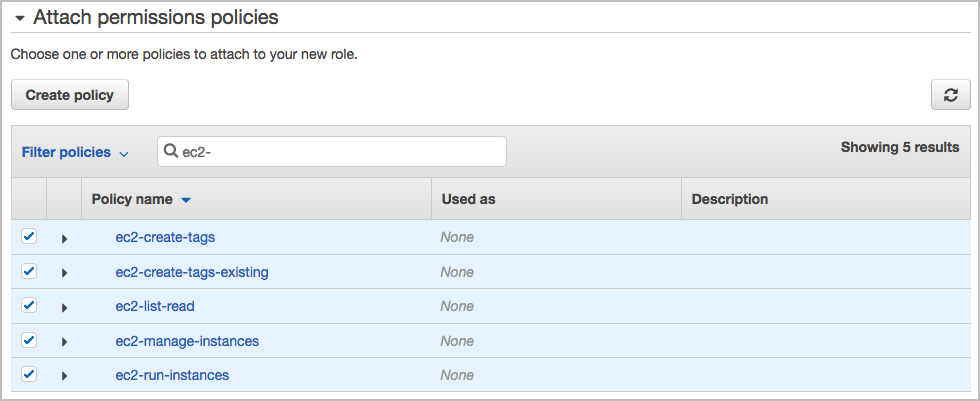 Attach permissions policies
Choose one or more policies to attach to your new role.
Create policy
Filter policies ec2- Showing 5 results
Policy name Used as Description
ec2-create-tags None
ec2-create-tags-existing None
ec2-list-read None
ec2-manage-instances None
ec2-run-instances None